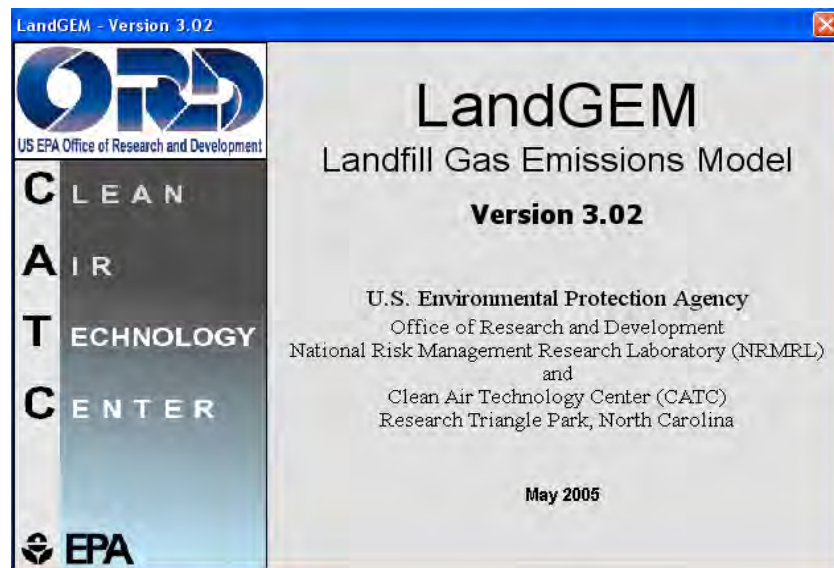 LandGEM - Version 3.02
ORD
US EPA Office of Research and Development
CLEAN
AIR
TECHNOLOGY
CENTER
EPA
LandGEM
Landfill Gas Emissions Model
Version 3.02
U.S. Environmental Protection Agency
Office of Research and Development
National Risk Management Research Laboratory (NRMRL)
and
Clean Air Technology Center (CATC)
Research Triangle Park, North Carolina
May 2005